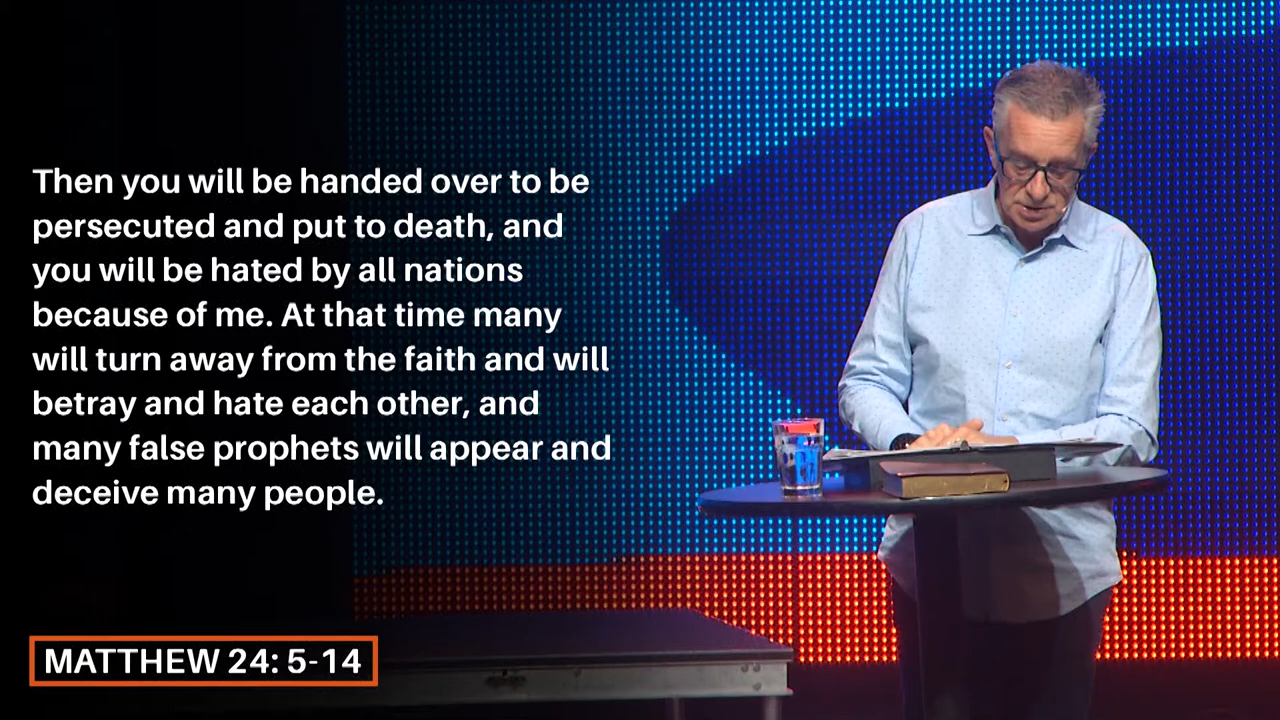 Then you will be handed over to be
persecuted and put to death, and
you will be hated by all nations
because of me. At that time many
will turn away from the faith and will
betray and hate each other, and
many false prophets will appear and
deceive many people.
MATTHEW 24: 5-14